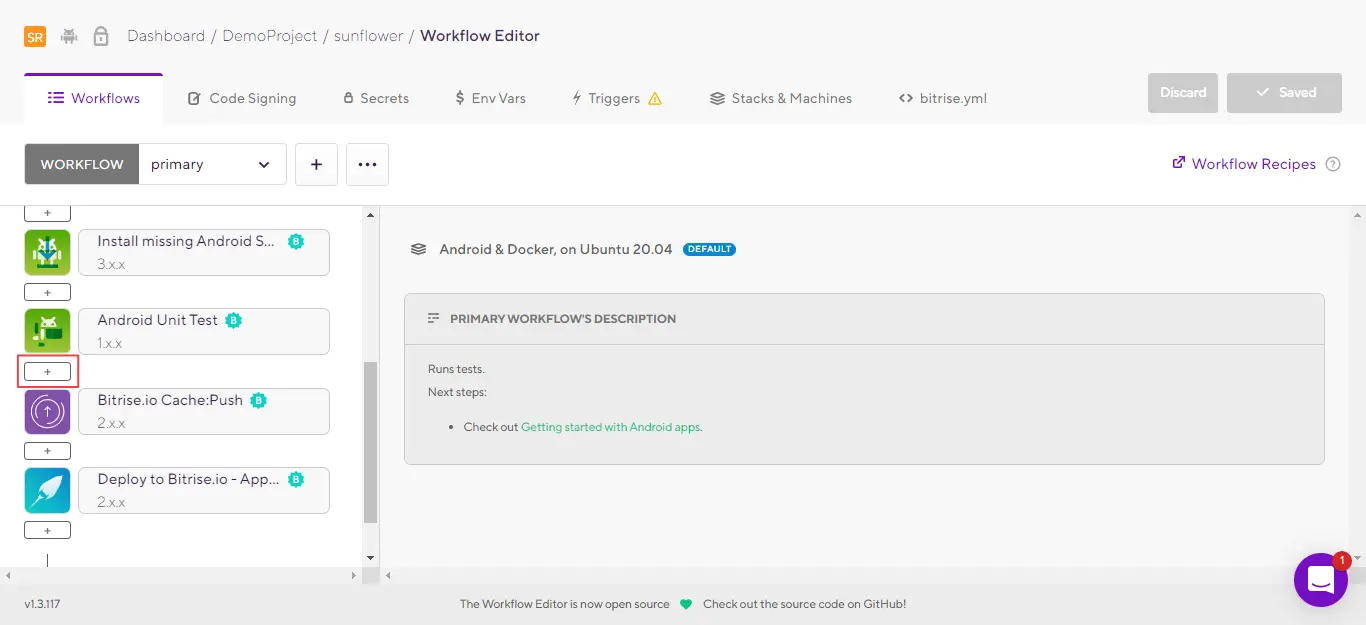 SR Dashboard / DemoProject / sunflower / Workflow Editor
Workflows Code Signing Secrets $ Env Vars Triggers Stacks & Machines <> bitrise.yml Discard Saved
WORKFLOW primary + ... Workflow Recipes ?
+
Install missing Android S... B
3.x.x
+
Android Unit Test B
1.x.x
+
Bitrise.io Cache:Push B
2.x.x
+
Deploy to Bitrise.io - App... B
2.x.x
+
Android & Docker, on Ubuntu 20.04 DEFAULT
PRIMARY WORKFLOW'S DESCRIPTION
Runs tests.
Next steps:
• Check out Getting started with Android apps.
1
v1.3.117 The Workflow Editor is now open source Check out the source code on GitHub!